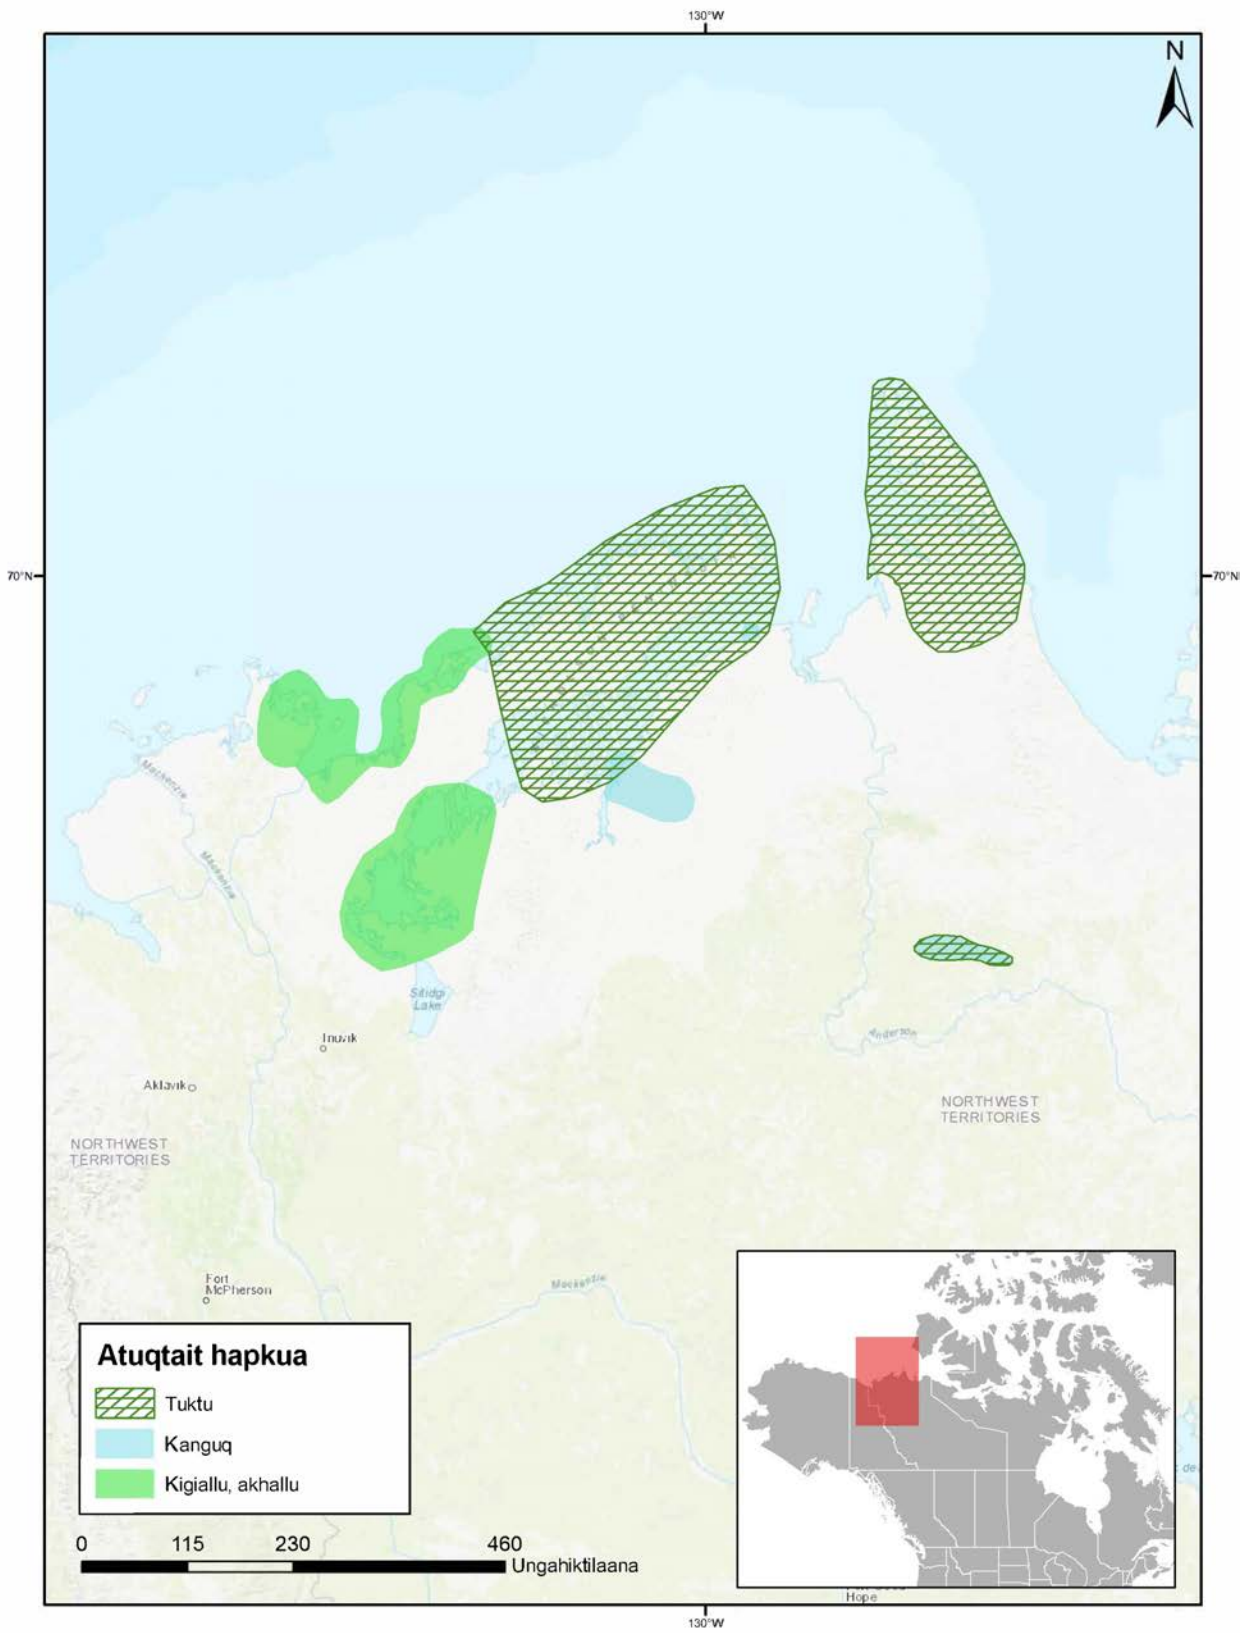 130°W
N
70°N
70°N
Mackenzie
Mackenzie
Sitidgi
Lake
Inuvik
Anderson
Aklavik
NORTHWEST
TERRITORIES
NORTHWEST
TERRITORIES
Fort
McPherson
Mackenzie
Atuqtait hapkua
Tuktu
Kanguq
Kigiallu, akhallu
0 115 230 460
Ungahiktilaana
Hope
130°W